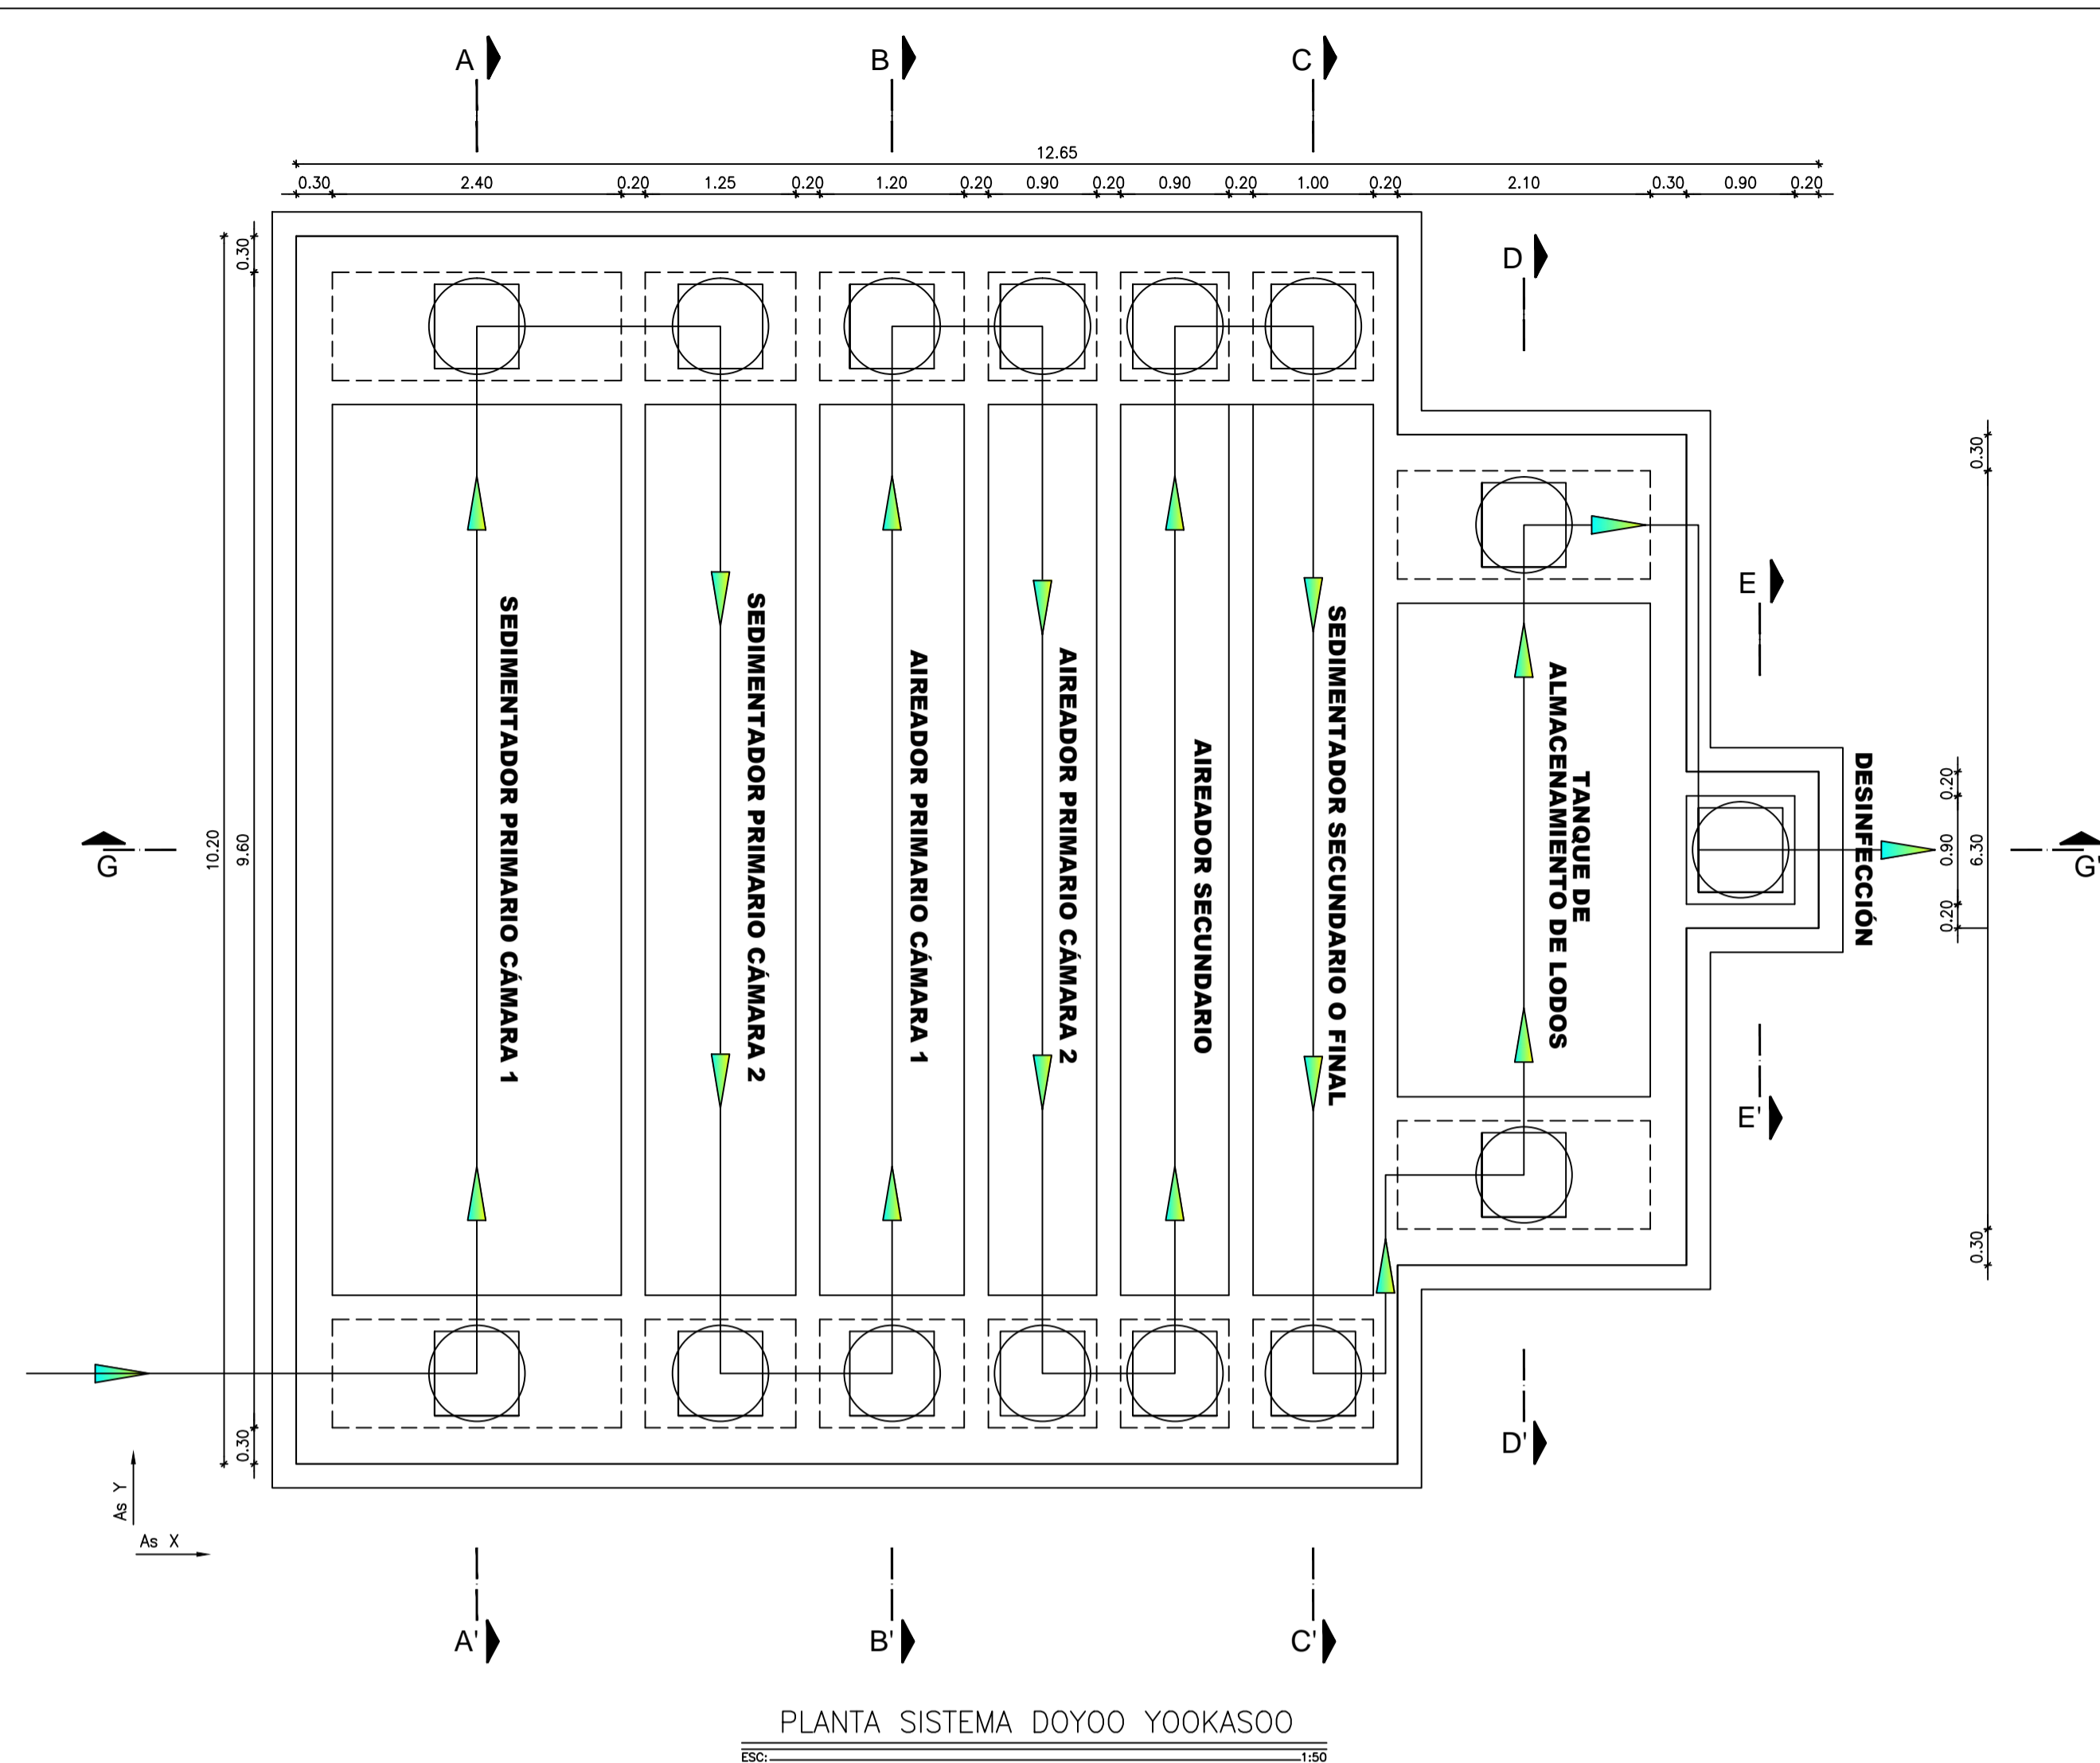 A
B
C
12.65
0.30 2.40 0.20 1.25 0.20 1.20 0.20 0.90 0.20 0.90 0.20 1.00 0.20 2.10 0.30 0.90 0.20
D
E
0.30
10.20
9.60
0.30
G
SEDIMENTADOR PRIMARIO CÁMARA 1
SEDIMENTADOR PRIMARIO CÁMARA 2
AIREADOR PRIMARIO CÁMARA 1
AIREADOR PRIMARIO CÁMARA 2
AIREADOR SECUNDARIO
SEDIMENTADOR SECUNDARIO O FINAL
TANQUE DE
ALMACENAMIENTO DE LODOS
DESINFECCIÓN
0.20
0.90
0.20
0.30
6.30
0.30
G'
E'
D'
As Y
As X
A'
B'
C'
PLANTA SISTEMA DOYOO YOOKASOO
ESC: 1:50